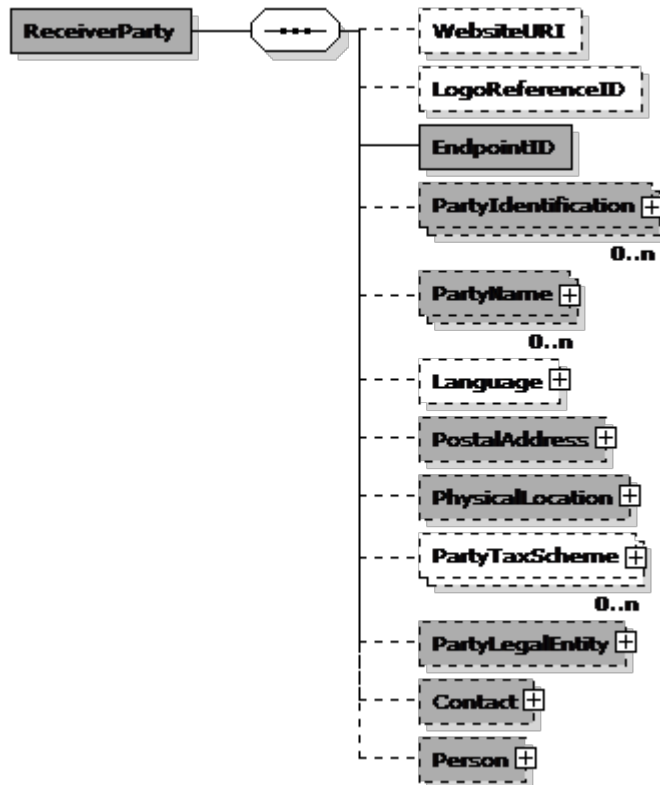 ReceiverParty
WebsiteURI
LogoReferenceID
EndpointID
PartyIdentification
0..n
PartyName
0..n
Language
PostalAddress
PhysicalLocation
PartyTaxScheme
0..n
PartyLegalEntity
Contact
Person